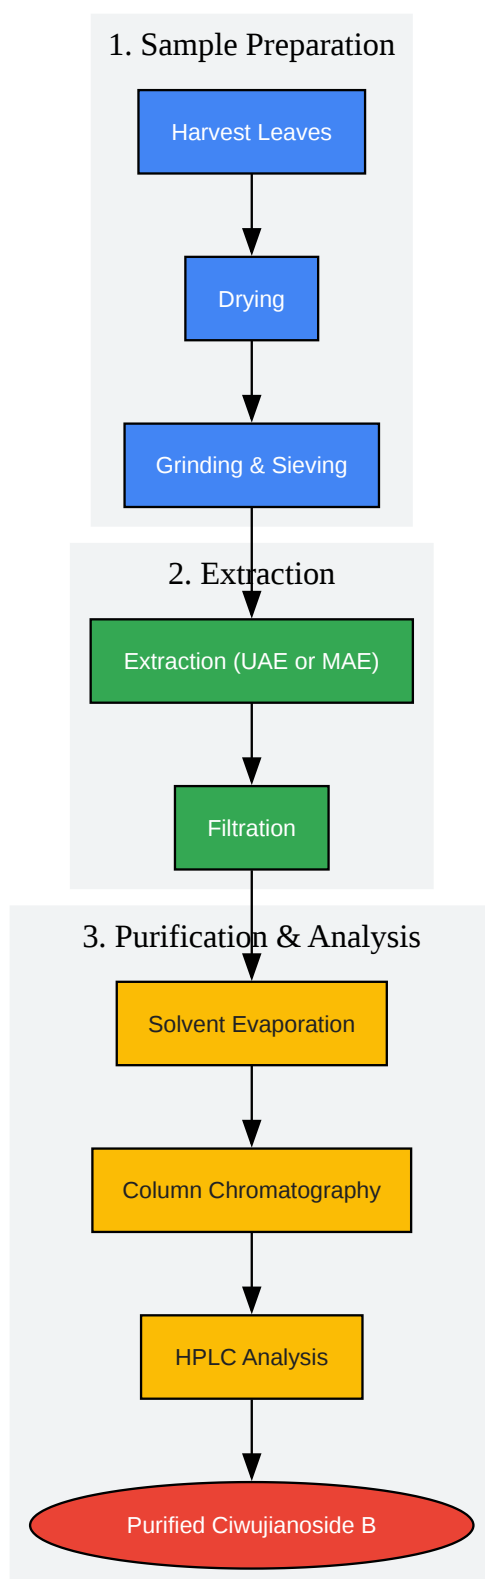 1. Sample Preparation
Harvest Leaves
Drying
Grinding & Sieving
2. Extraction
Extraction (UAE or MAE)
Filtration
3. Purification & Analysis
Solvent Evaporation
Column Chromatography
HPLC Analysis
Purified Ciwujianoside B